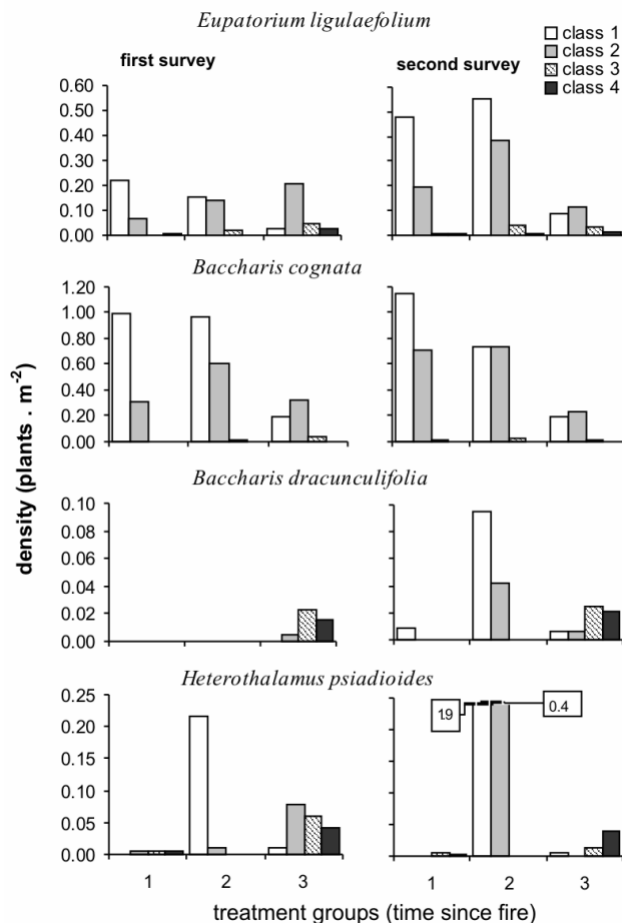 Eupatorium ligulaefolium
class 1
class 2
class 3
class 4
first survey
second survey
0.60
0.50
0.40
0.30
0.20
0.10
0.00
Baccharis cognata
1.20
1.00
0.80
0.60
0.40
0.20
0.00
Baccharis dracunculifolia
0.10
0.08
0.06
0.04
0.02
0.00
Heterothalamus psiadioides
0.25
0.20
0.15
0.10
0.05
0.00
19
0.4
density (plants . m-2)
1 2 3 1 2 3
treatment groups (time since fire)